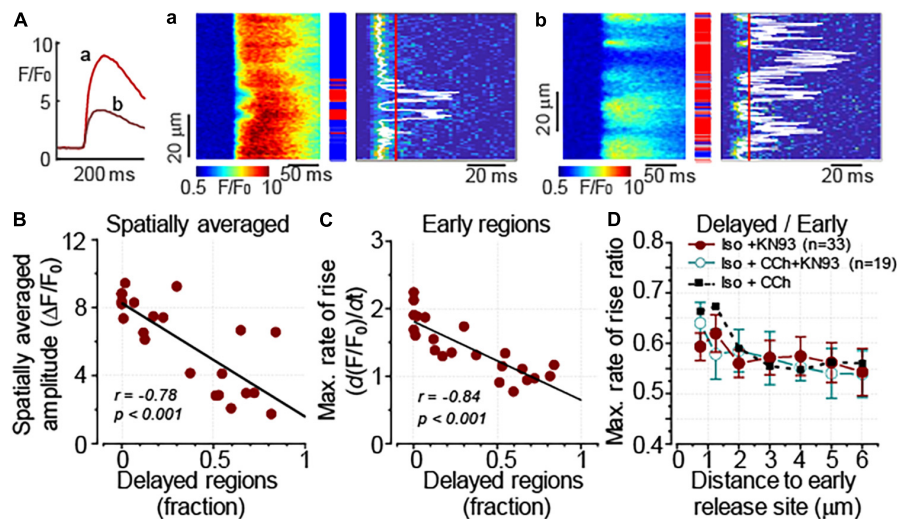 A
a
b
10
F/F₀
a
5
b
0
200 ms
20 μm
0.5 F/F₀ 10
50 ms
20 ms
20 μm
0.5 F/F₀ 10
50 ms
20 ms
B
Spatially averaged
Spatially averaged
amplitude (ΔF/F₀)
12
8
4
0
r = -0.78
p < 0.001
0
0.5
1
Delayed regions
(fraction)
C
Early regions
Max. rate of rise
(d(F/F₀)/dt)
3
2
1
0
r = -0.84
p < 0.001
0
0.5
1
Delayed regions
(fraction)
D
Delayed / Early
Iso +KN93 (n=33)
Iso + CCh+KN93 (n=19)
Iso + CCh
Max. rate of rise ratio
0.8
0.7
0.6
0.5
0.4
0 1 2 3 4 5 6
Distance to early
release site (μm)